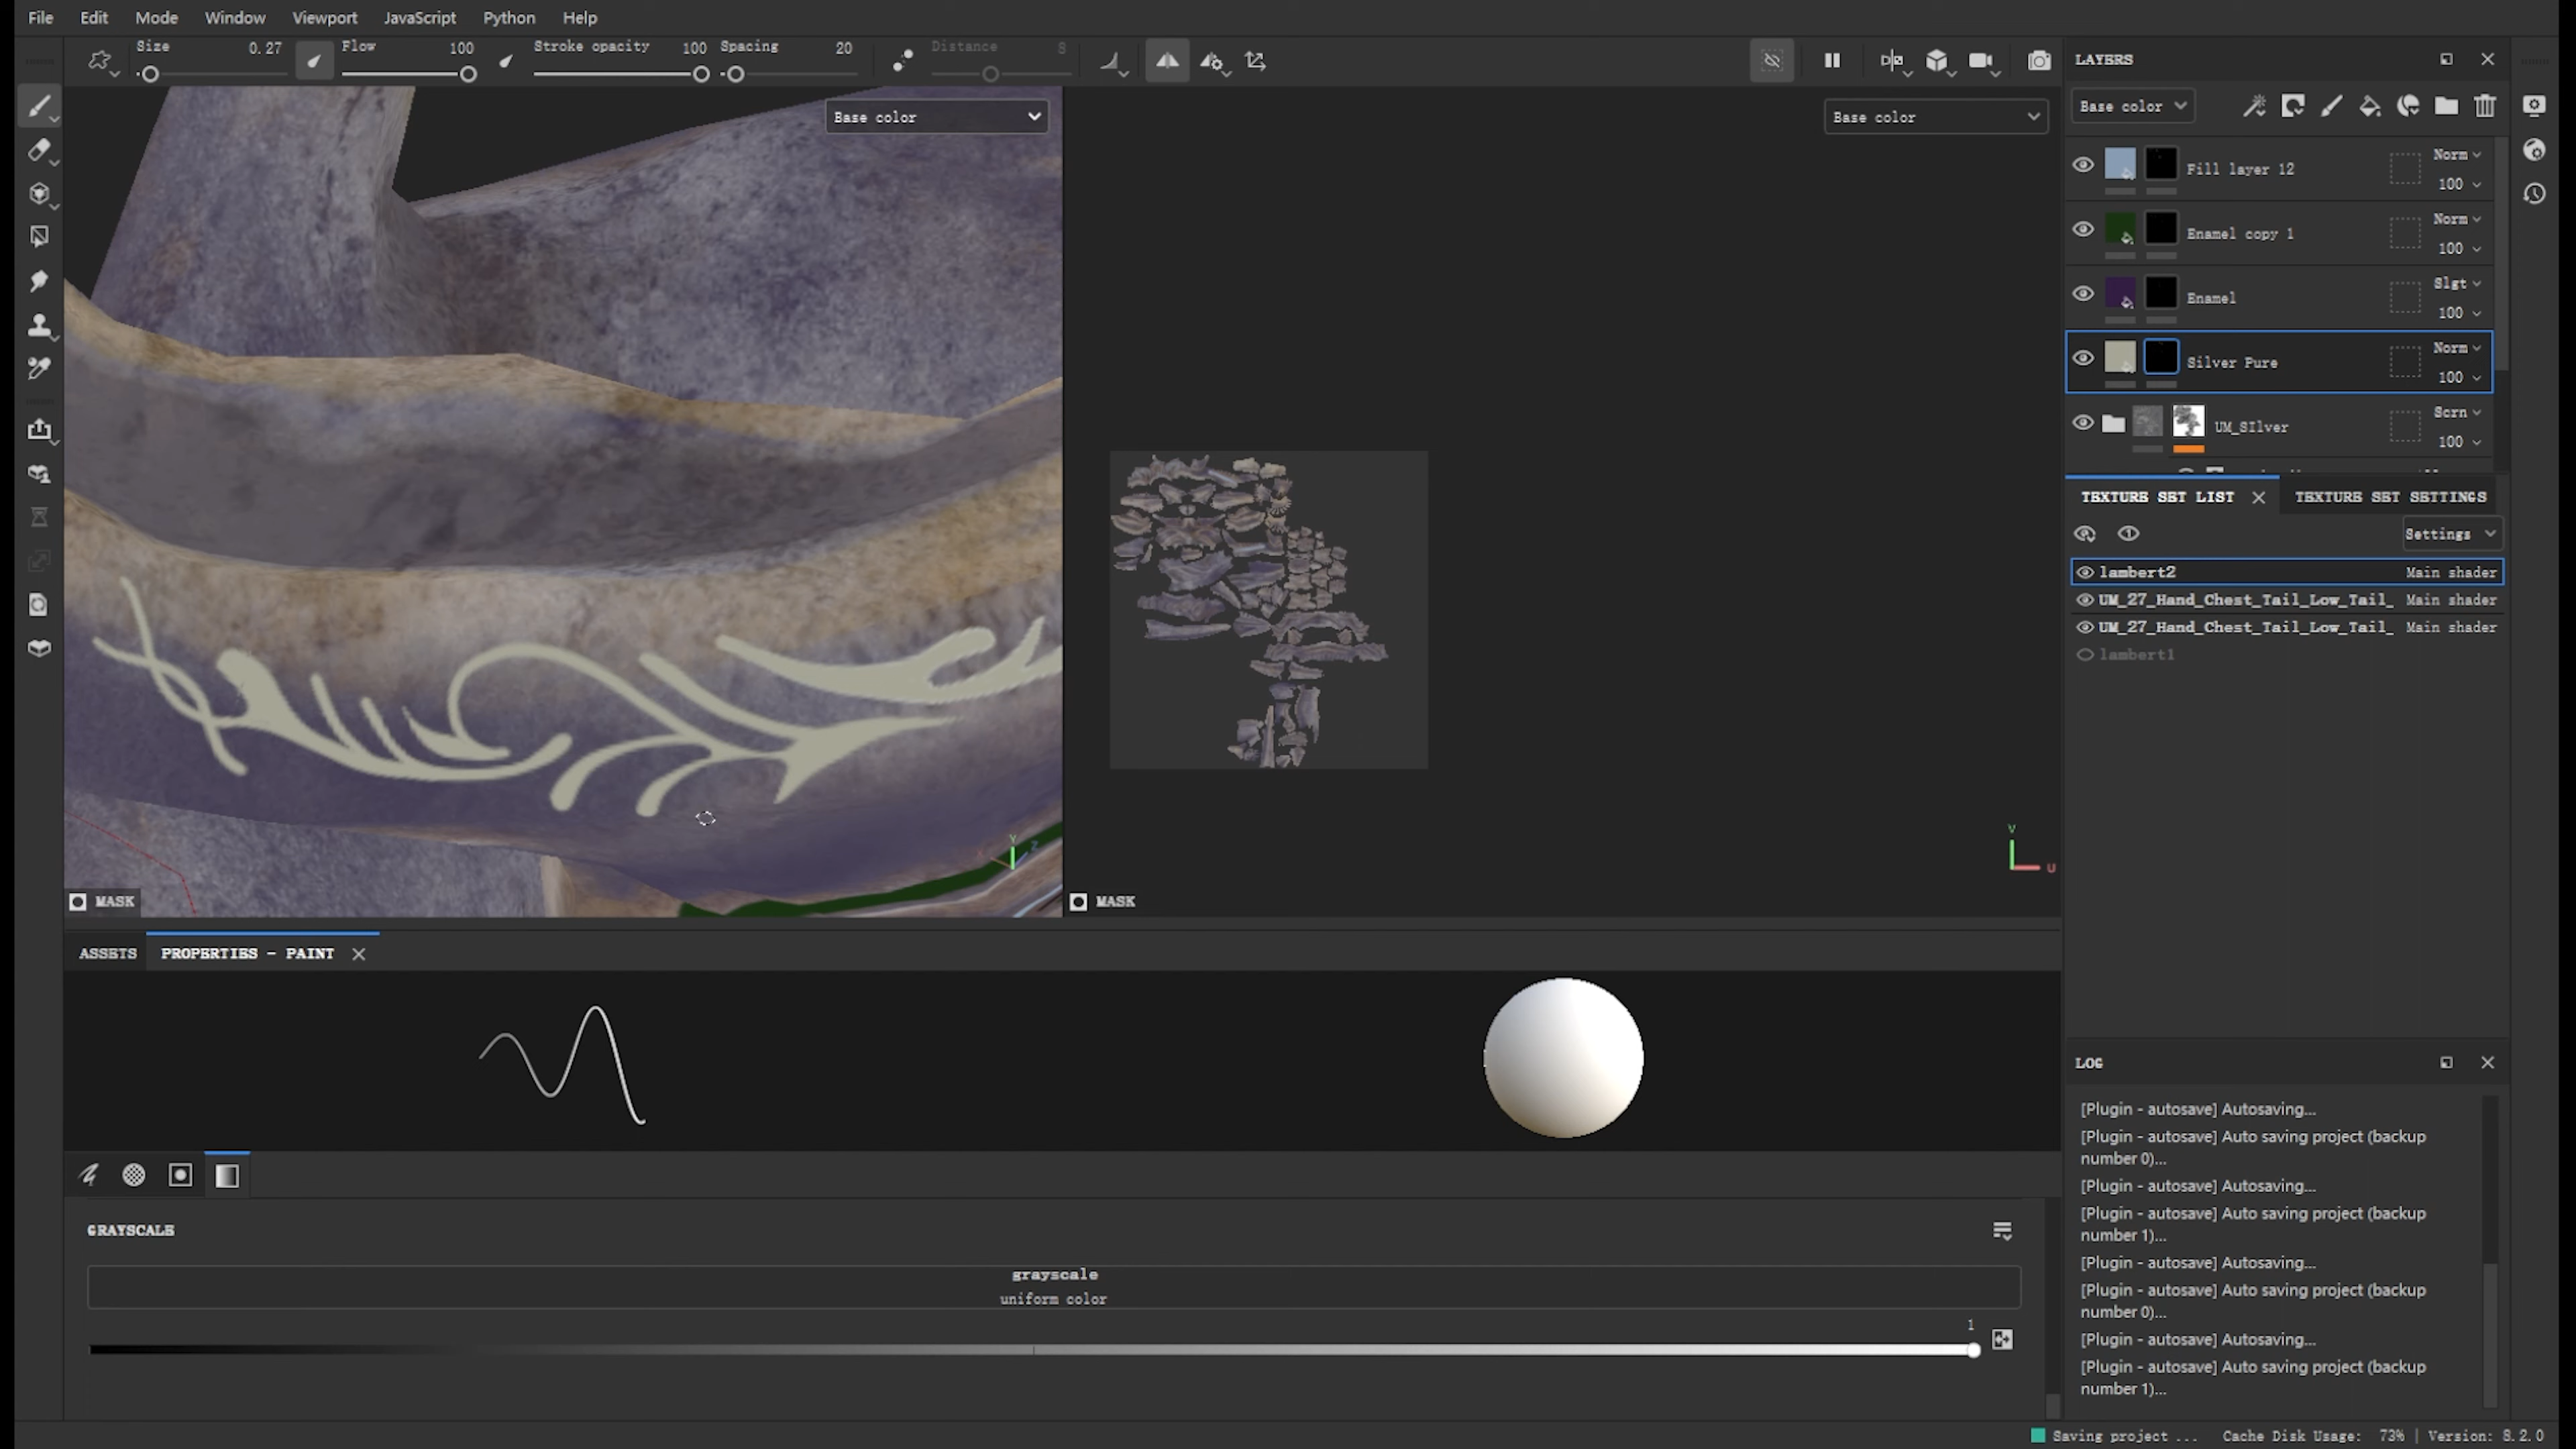 File Edit Mode Window Viewport JavaScript Python Help
Size 0.27 Flow 100 Stroke opacity 100 Spacing 20 Distance 8
Base color
Base color
MASK
MASK
LAYERS
Base color
Fill layer 12 Norm
100
Enamel copy 1 Norm
100
Enamel Slgt
100
Silver Pure Norm
100
UM_SIlver Scrn
100
TEXTURE SET LIST TEXTURE SET SETTINGS
Settings
lambert2 Main shader
UM_27_Hand_Chest_Tail_Low_Tail_ Main shader
UM_27_Hand_Chest_Tail_Low_Tail_ Main shader
lambert1
Y
Z
V
U
ASSETS PROPERTIES - PAINT
GRAYSCALE
grayscale
uniform color
1
LOG
[Plugin - autosave] Autosaving...
[Plugin - autosave] Auto saving project (backup
number 0)...
[Plugin - autosave] Autosaving...
[Plugin - autosave] Auto saving project (backup
number 1)...
[Plugin - autosave] Autosaving...
[Plugin - autosave] Auto saving project (backup
number 0)...
[Plugin - autosave] Autosaving...
[Plugin - autosave] Auto saving project (backup
number 1)...
Saving project ... Cache Disk Usage: 73% | Version: 8.2.0